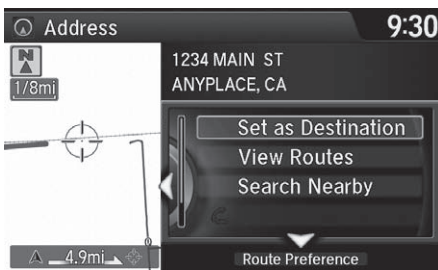 Address
9:30
N
1/8mi
1234 MAIN ST
ANYPLACE, CA
Set as Destination
View Routes
Search Nearby
4.9mi
Route Preference